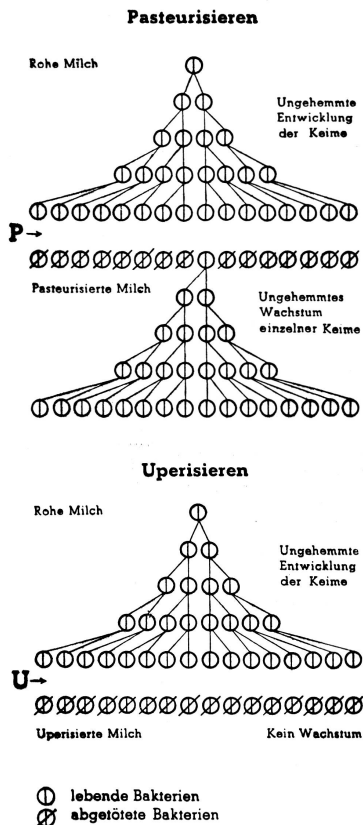 Pasteurisieren
Rohe Milch
Ungehemmte
Entwicklung
der Keime
P→
Pasteurisierte Milch
Ungehemmtes
Wachstum
einzelner Keime
Uperisieren
Rohe Milch
Ungehemmte
Entwicklung
der Keime
U→
Uperisierte Milch
Kein Wachstum
lebende Bakterien
abgetötete Bakterien